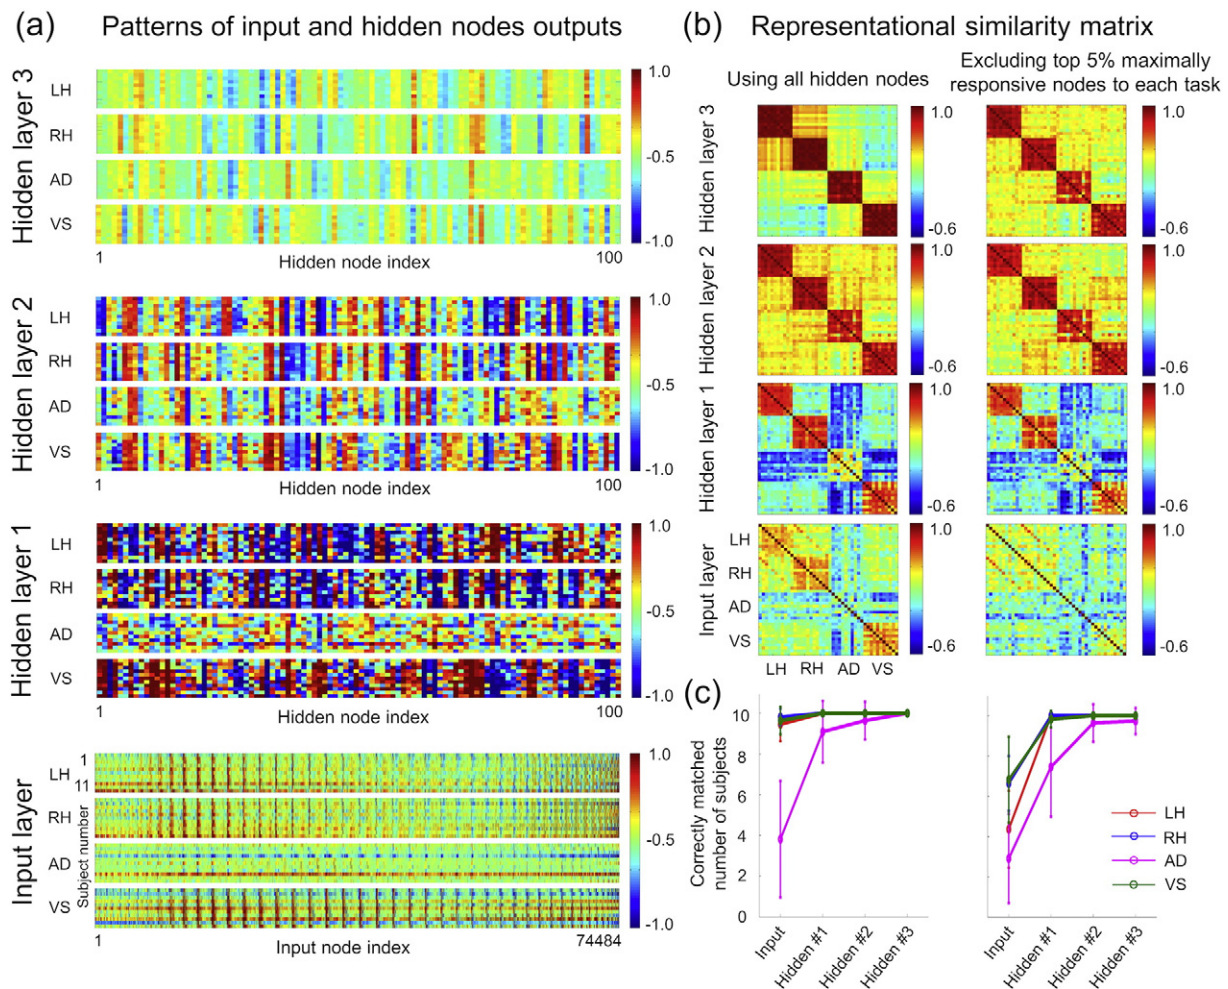 (a) Patterns of input and hidden nodes outputs
Hidden layer 3
LH
RH
AD
VS
1.0
-0.5
-1.0
1
Hidden node index
100
Hidden layer 2
LH
RH
AD
VS
1.0
-0.5
-1.0
1
Hidden node index
100
Hidden layer 1
LH
RH
AD
VS
1.0
-0.5
-1.0
1
Hidden node index
100
Input layer
Subject number
1
LH
11
RH
AD
VS
1.0
-0.5
-1.0
1
Input node index
74484
(b) Representational similarity matrix
Using all hidden nodes
Excluding top 5% maximally
responsive nodes to each task
Hidden layer 3
1.0
-0.6
1.0
-0.6
Hidden layer 2
1.0
-0.6
1.0
-0.6
Hidden layer 1
1.0
-0.6
1.0
-0.6
Input layer
LH
RH
AD
VS
1.0
-0.6
1.0
-0.6
LH RH AD VS
(c)
Correctly matched
number of subjects
10
8
6
4
2
0
Input
Hidden #1
Hidden #2
Hidden #3
Input
Hidden #1
Hidden #2
Hidden #3
LH
RH
AD
VS